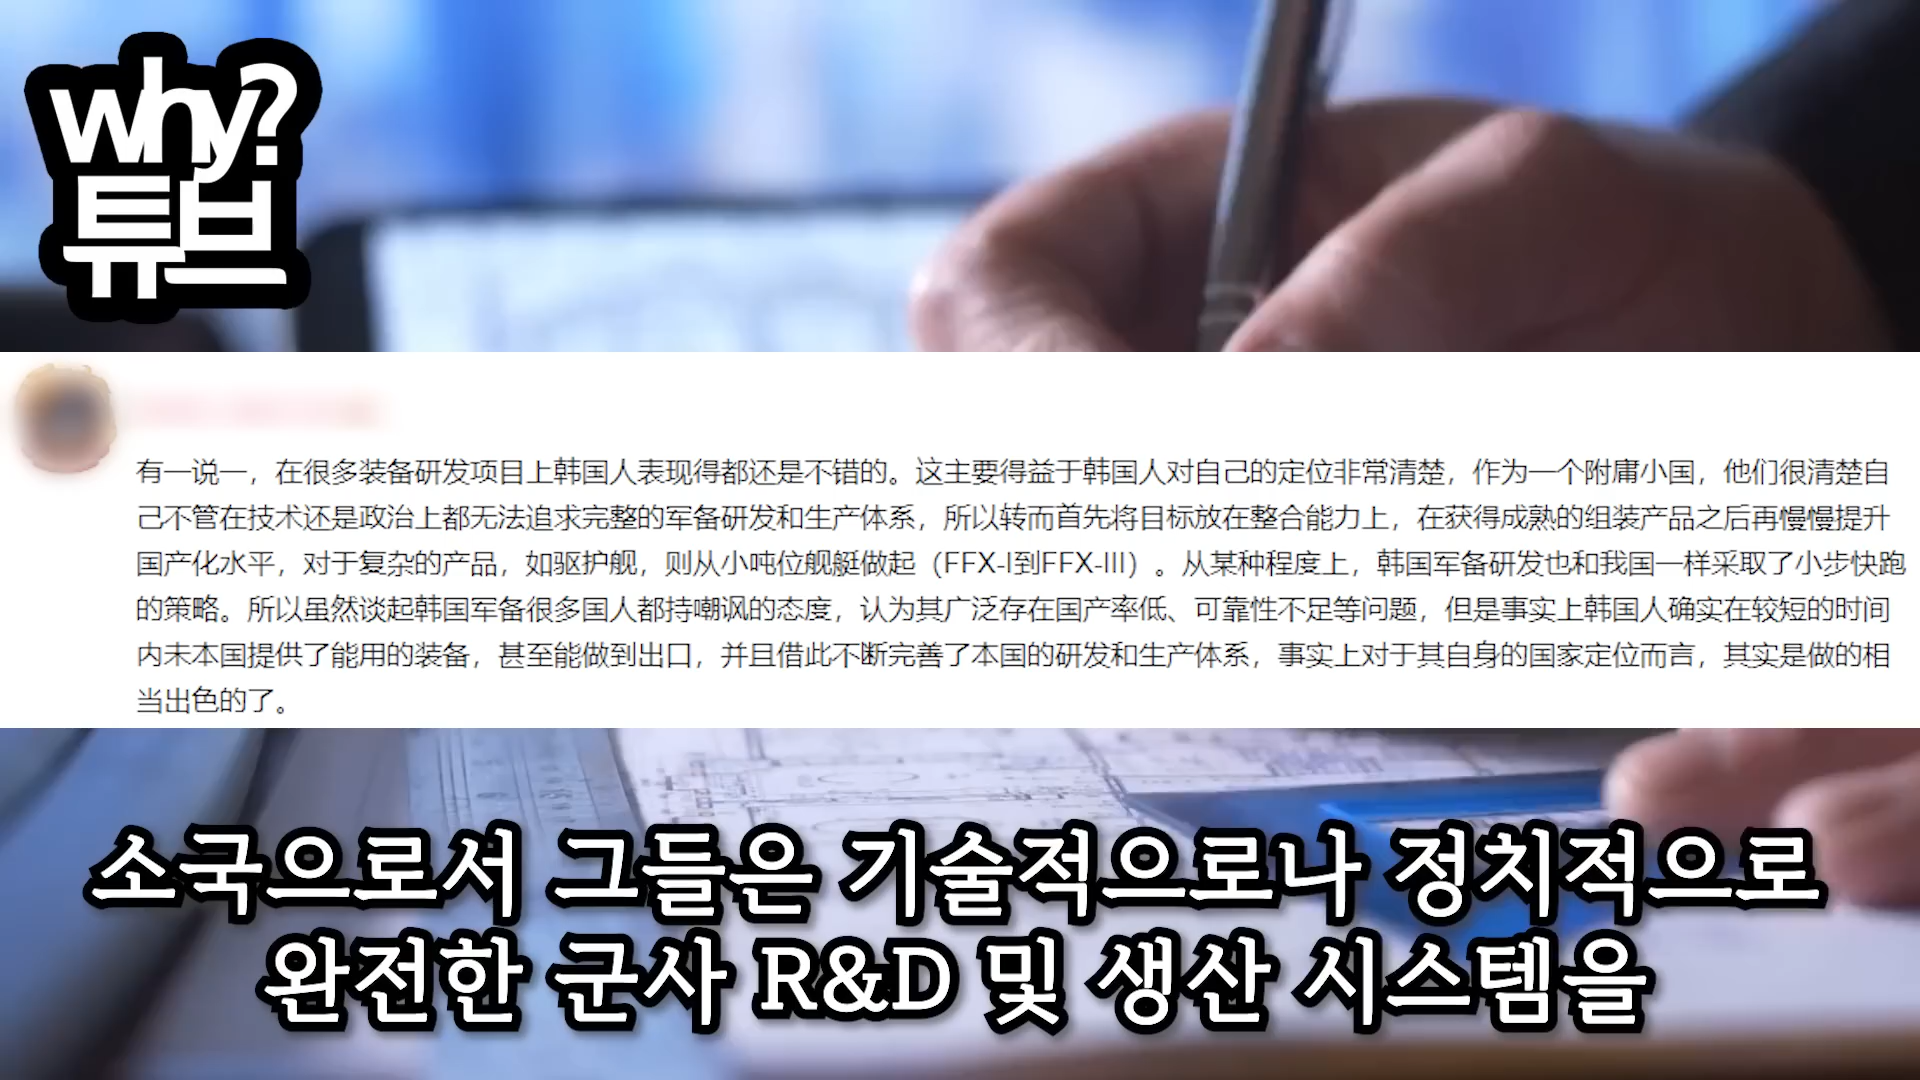 why?
튜브
有一说一，在很多装备研发项目上韩国人表现得都还是不错的。这主要得益于韩国人对自己的定位非常清楚，作为一个附庸小国，他们很清楚自
己不管在技术还是政治上都无法追求完整的军备研发和生产体系，所以转而首先将目标放在整合能力上，在获得成熟的组装产品之后再慢慢提升
国产化水平，对于复杂的产品，如驱护舰，则从小吨位舰艇做起（FFX-I到FFX-III）。从某种程度上，韩国军备研发也和我国一样采取了小步快跑
的策略。所以虽然谈起韩国军备很多国人都持嘲讽的态度，认为其广泛存在国产率低、可靠性不足等问题，但是事实上韩国人确实在较短的时间
内未本国提供了能用的装备，甚至能做到出口，并且借此不断完善了本国的研发和生产体系，事实上对于其自身的国家定位而言，其实是做的相
当出色的了。
소국으로서 그들은 기술적으로나 정치적으로
완전한 군사 R&D 및 생산 시스템을